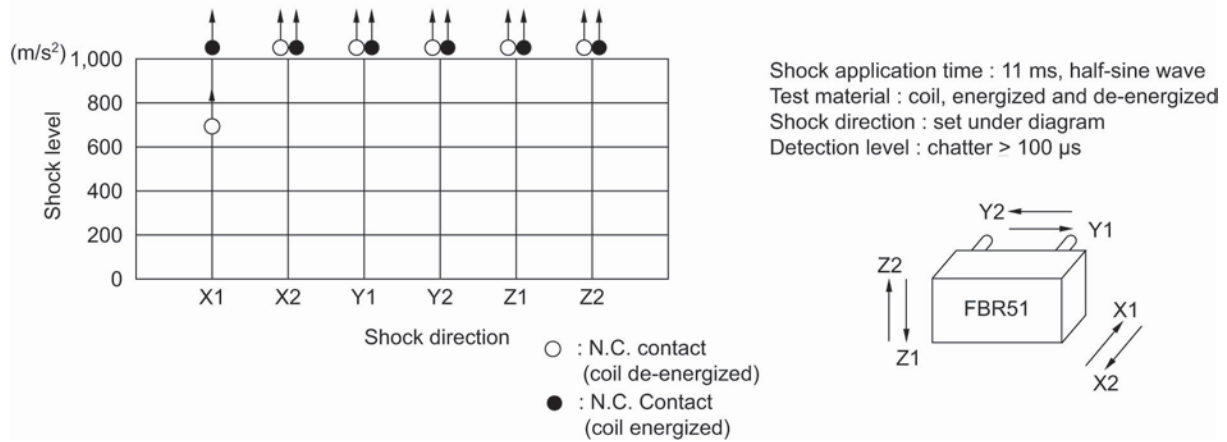 (m/s²)
1,000
800
600
400
200
0
Shock level
X1 X2 Y1 Y2 Z1 Z2
Shock direction
: N.C. contact
(coil de-energized)
: N.C. Contact
(coil energized)
Shock application time : 11 ms, half-sine wave
Test material : coil, energized and de-energized
Shock direction : set under diagram
Detection level : chatter ≥ 100 µs
Y2
Y1
Z2
FBR51
X1
Z1
X2